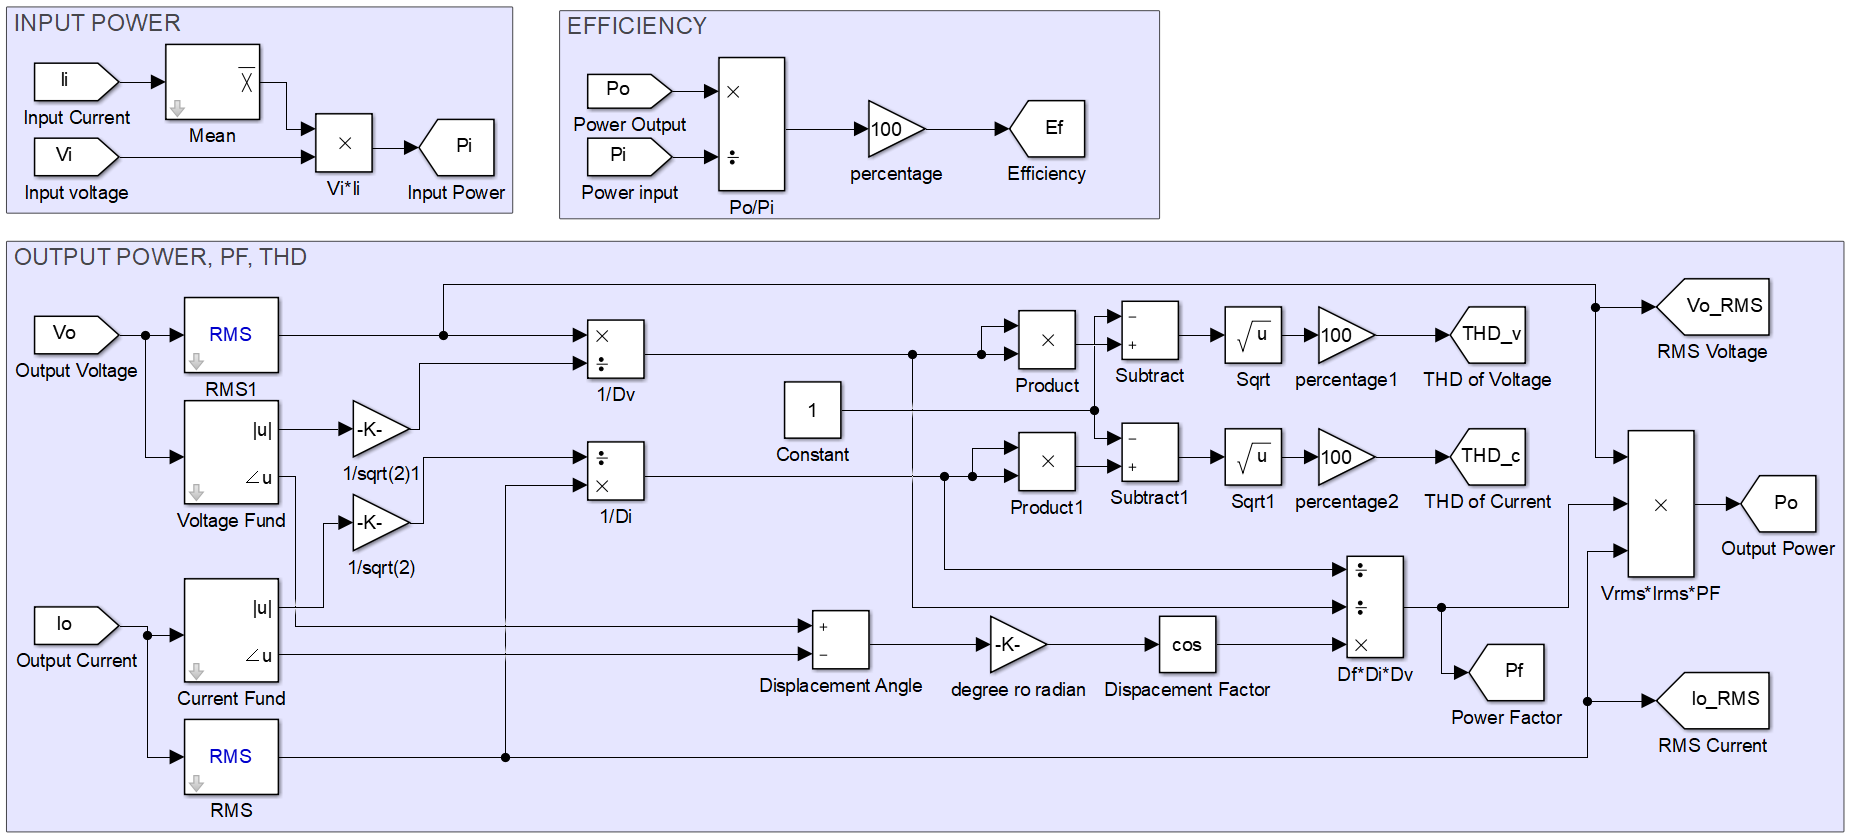 INPUT POWER
Ii
Input Current
X
Mean
Vi
Input voltage
×
Vi*Ii
Pi
Input Power
EFFICIENCY
Po
Power Output
Pi
Power input
×
÷
Po/Pi
100
percentage
Ef
Efficiency
OUTPUT POWER, PF, THD
Vo
Output Voltage
RMS
RMS1
|u|
∠u
Voltage Fund
-K-
1/sqrt(2)1
-K-
1/sqrt(2)
×
÷
1/Dv
÷
×
1/Di
1
Constant
×
Product
×
Product1
−
+
Subtract
−
+
Subtract1
√u
Sqrt
√u
Sqrt1
100
percentage1
100
percentage2
THD_v
THD of Voltage
THD_c
THD of Current
Vo_RMS
RMS Voltage
×
Vrms*Irms*PF
Po
Output Power
Io
Output Current
|u|
∠u
Current Fund
RMS
RMS
+
−
Displacement Angle
-K-
degree ro radian
cos
Dispacement Factor
÷
÷
×
Df*Di*Dv
Pf
Power Factor
Io_RMS
RMS Current